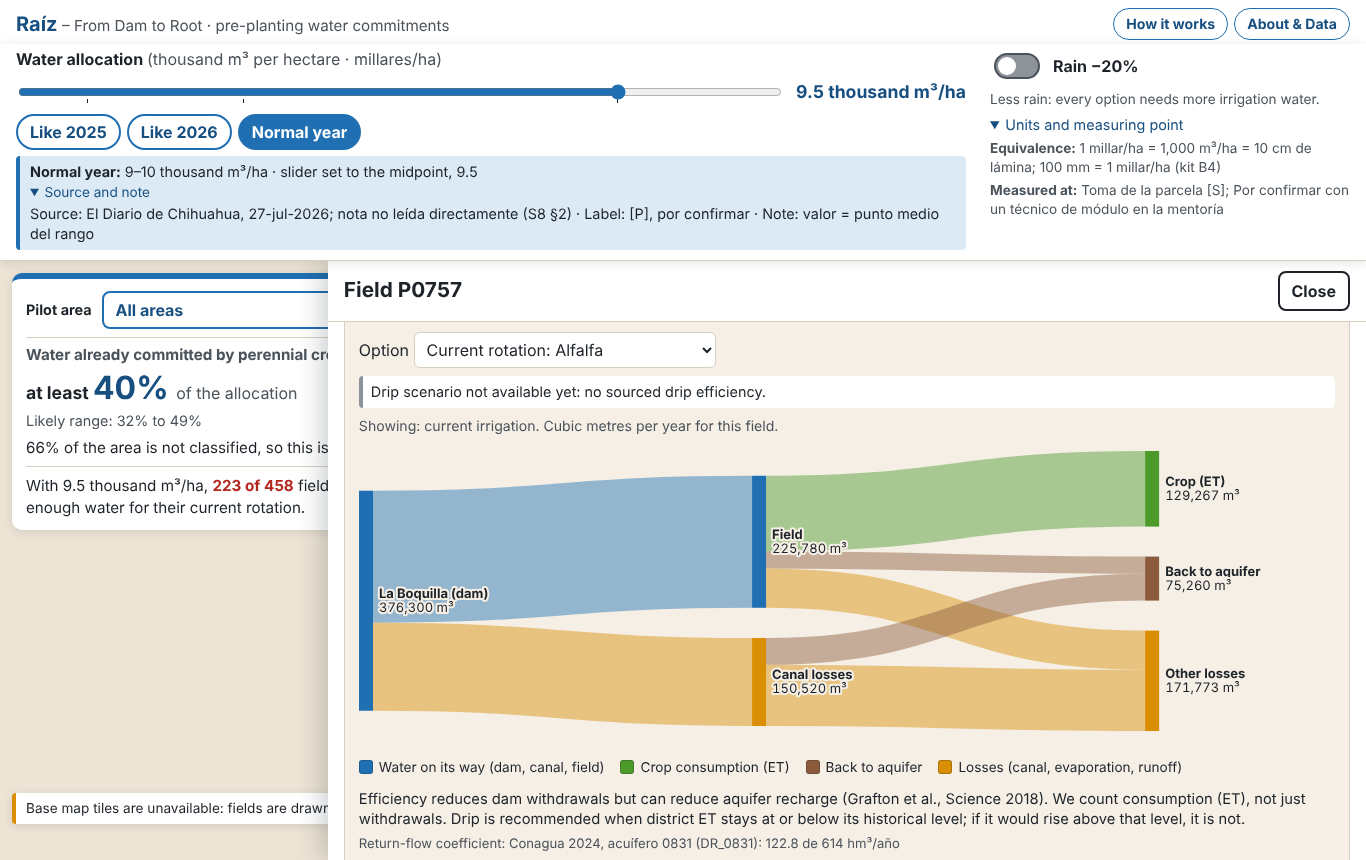 Raíz – From Dam to Root · pre-planting water commitments
How it works
About & Data
Water allocation (thousand m³ per hectare · millares/ha)
9.5 thousand m³/ha
Like 2025
Like 2026
Normal year
Normal year: 9–10 thousand m³/ha · slider set to the midpoint, 9.5
▼ Source and note
Source: El Diario de Chihuahua, 27-jul-2026; nota no leída directamente (S8 §2) · Label: [P], por confirmar · Note: valor = punto medio
del rango
Rain −20%
Less rain: every option needs more irrigation water.
▼ Units and measuring point
Equivalence: 1 millar/ha = 1,000 m³/ha = 10 cm de
lámina; 100 mm = 1 millar/ha (kit B4)
Measured at: Toma de la parcela [S]; Por confirmar con
un técnico de módulo en la mentoría
Pilot area
All areas
Water already committed by perennial cr
at least 40% of the allocation
Likely range: 32% to 49%
66% of the area is not classified, so this is
With 9.5 thousand m³/ha, 223 of 458 field
enough water for their current rotation.
Base map tiles are unavailable: fields are drawn
Field P0757
Close
Option
Current rotation: Alfalfa
Drip scenario not available yet: no sourced drip efficiency.
Showing: current irrigation. Cubic metres per year for this field.
La Boquilla (dam)
376,300 m³
Field
225,780 m³
Canal losses
150,520 m³
Crop (ET)
129,267 m³
Back to aquifer
75,260 m³
Other losses
171,773 m³
Water on its way (dam, canal, field)
Crop consumption (ET)
Back to aquifer
Losses (canal, evaporation, runoff)
Efficiency reduces dam withdrawals but can reduce aquifer recharge (Grafton et al., Science 2018). We count consumption (ET), not just
withdrawals. Drip is recommended when district ET stays at or below its historical level; if it would rise above that level, it is not.
Return-flow coefficient: Conagua 2024, acuífero 0831 (DR_0831): 122.8 de 614 hm³/año